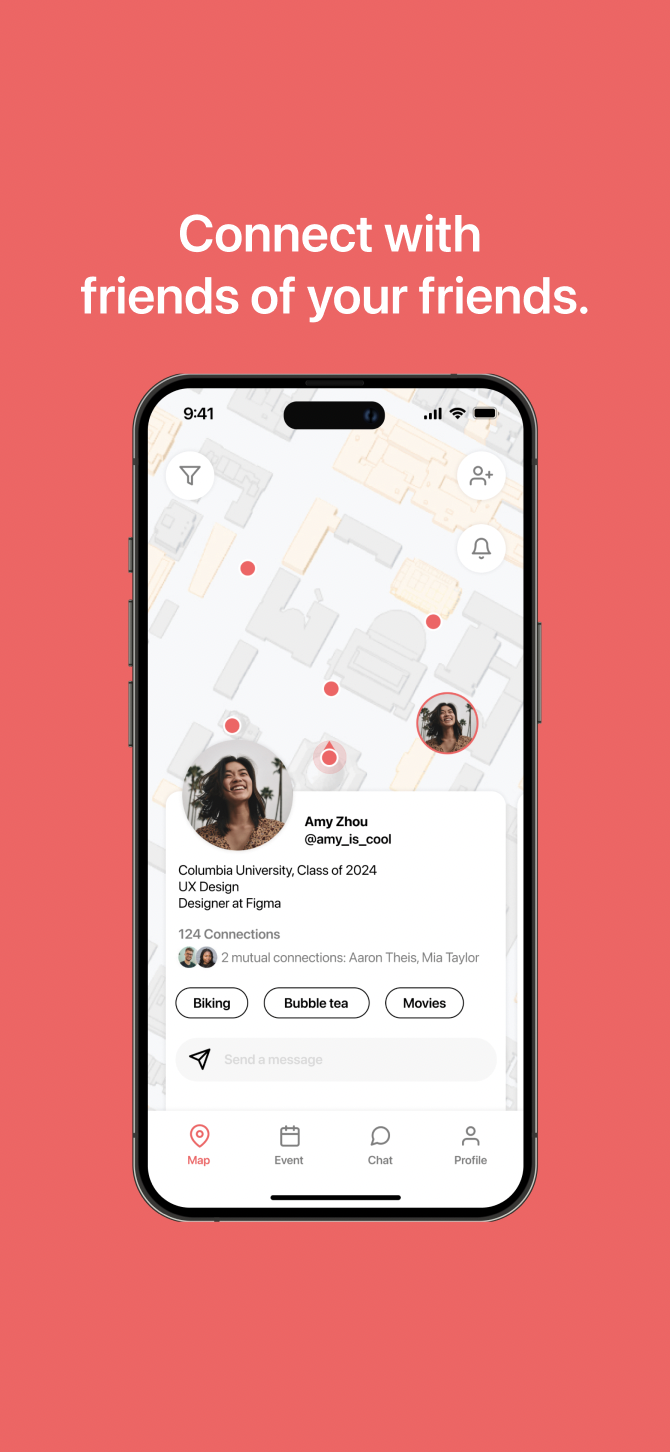 Connect with
friends of your friends.
9:41
Amy Zhou
@amy_is_cool
Columbia University, Class of 2024
UX Design
Designer at Figma
124 Connections
2 mutual connections: Aaron Theis, Mia Taylor
Biking Bubble tea Movies
Send a message
Map Event Chat Profile